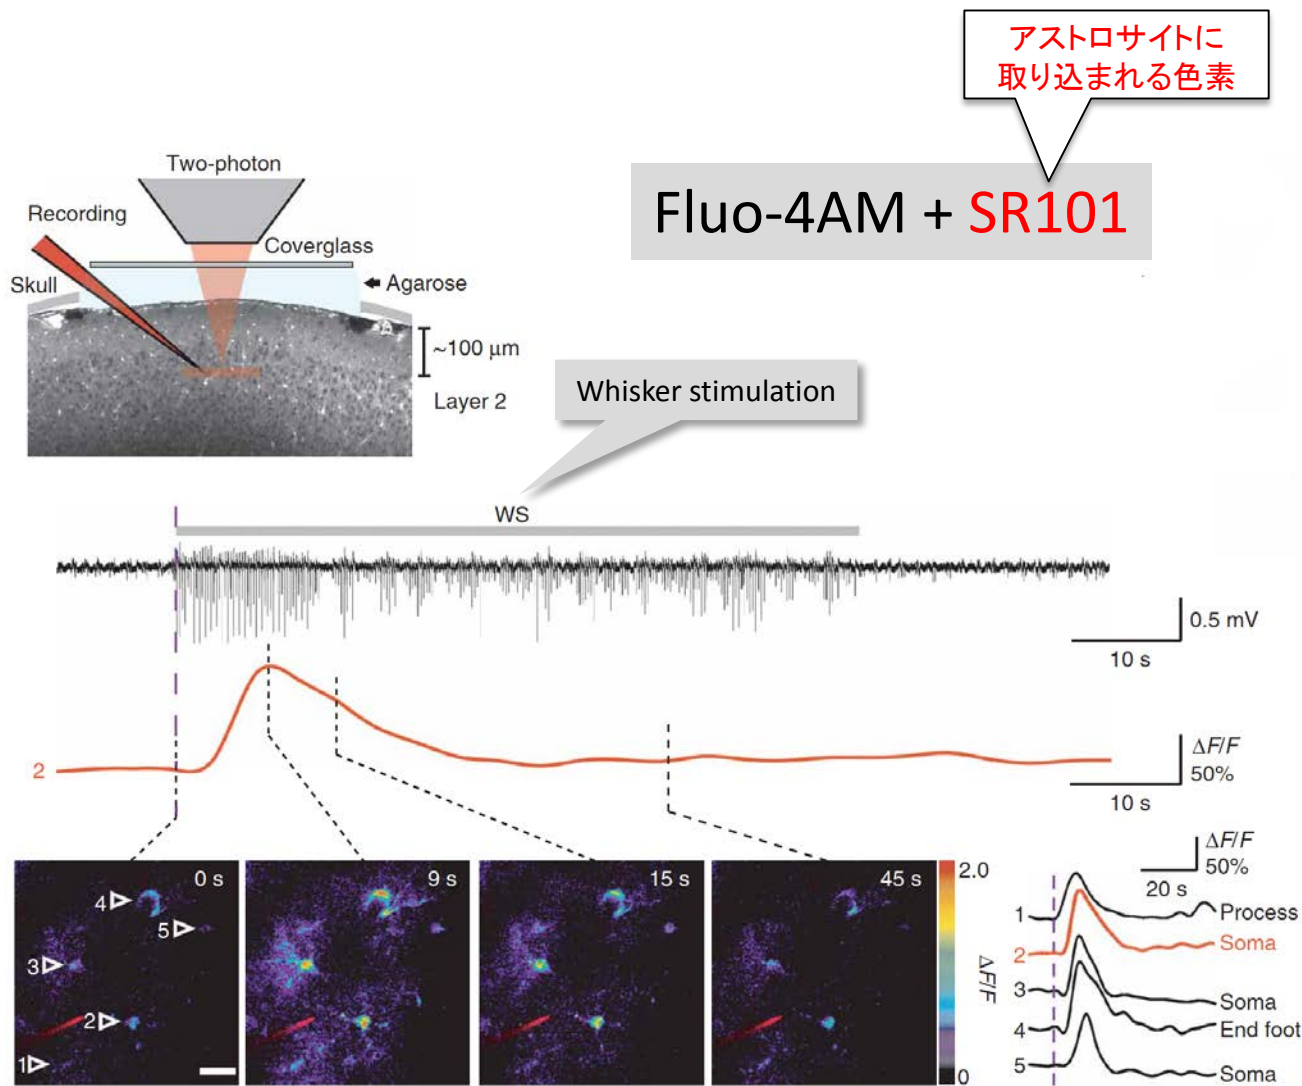 アストロサイトに
取り込まれる色素
Fluo-4AM + SR101
Two-photon
Recording
Coverglass
Skull
Agarose
~100 μm
Layer 2
Whisker stimulation
WS
0.5 mV
10 s
2
ΔF/F
50%
10 s
0 s
4
5
3
2
1
9 s
15 s
45 s
2.0
ΔF/F
0
ΔF/F
50%
20 s
1 Process
2 Soma
3 Soma
4 End foot
5 Soma